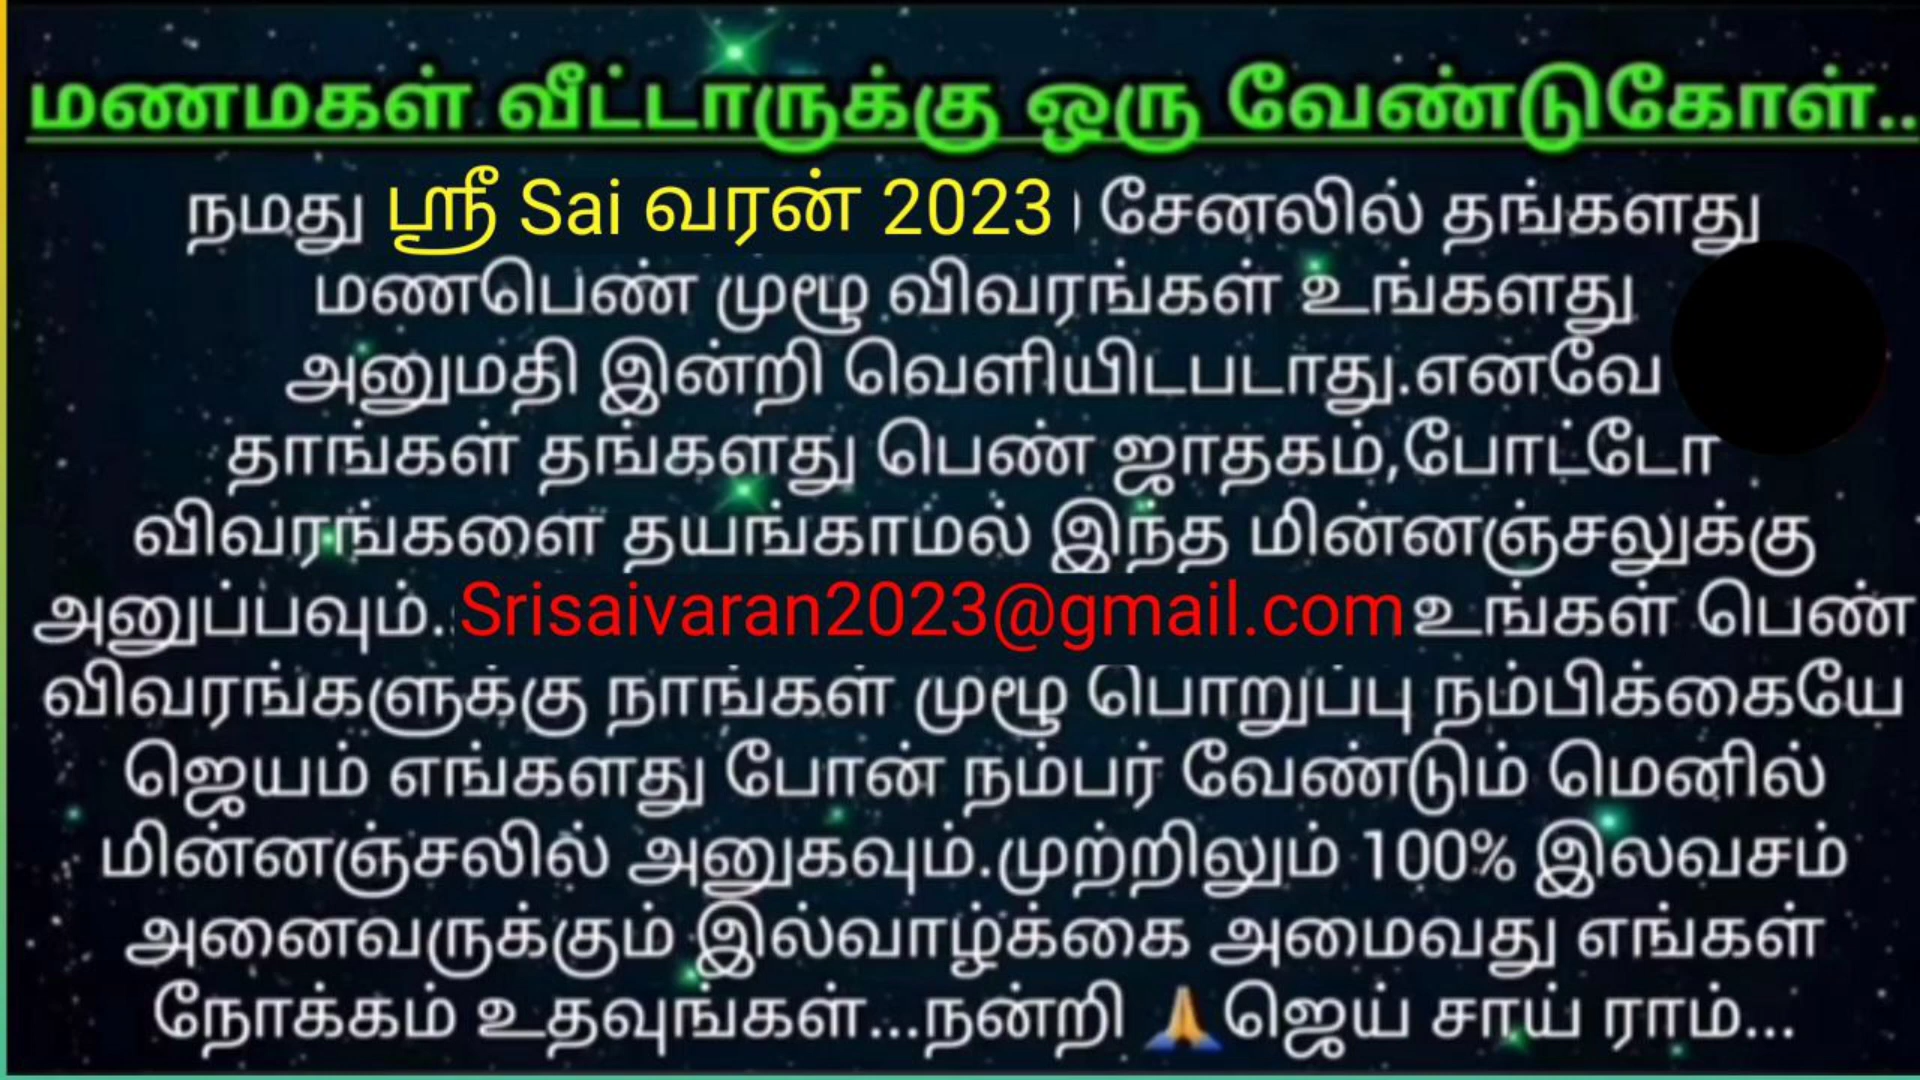 மணமகள் வீட்டாருக்கு ஒரு வேண்டுகோள்..
நமது ஸ்ரீ Sai வரன் 2023 சேனலில் தங்களது
மணபெண் முழூ விவரங்கள் உங்களது
அனுமதி இன்றி வெளியிடபடாது.எனவே
தாங்கள் தங்களது பெண் ஜாதகம்,போட்டோ
விவரங்களை தயங்காமல் இந்த மின்னஞ்சலுக்கு
அனுப்பவும். Srisaivaran2023@gmail.com உங்கள் பெண்
விவரங்களுக்கு நாங்கள் முழூ பொறுப்பு நம்பிக்கையே
ஜெயம் எங்களது போன் நம்பர் வேண்டும் மெனில்
மின்னஞ்சலில் அனுகவும்.முற்றிலும் 100% இலவசம்
அனைவருக்கும் இல்வாழ்க்கை அமைவது எங்கள்
நோக்கம் உதவுங்கள்...நன்றி 🙏ஜெய் சாய் ராம்...